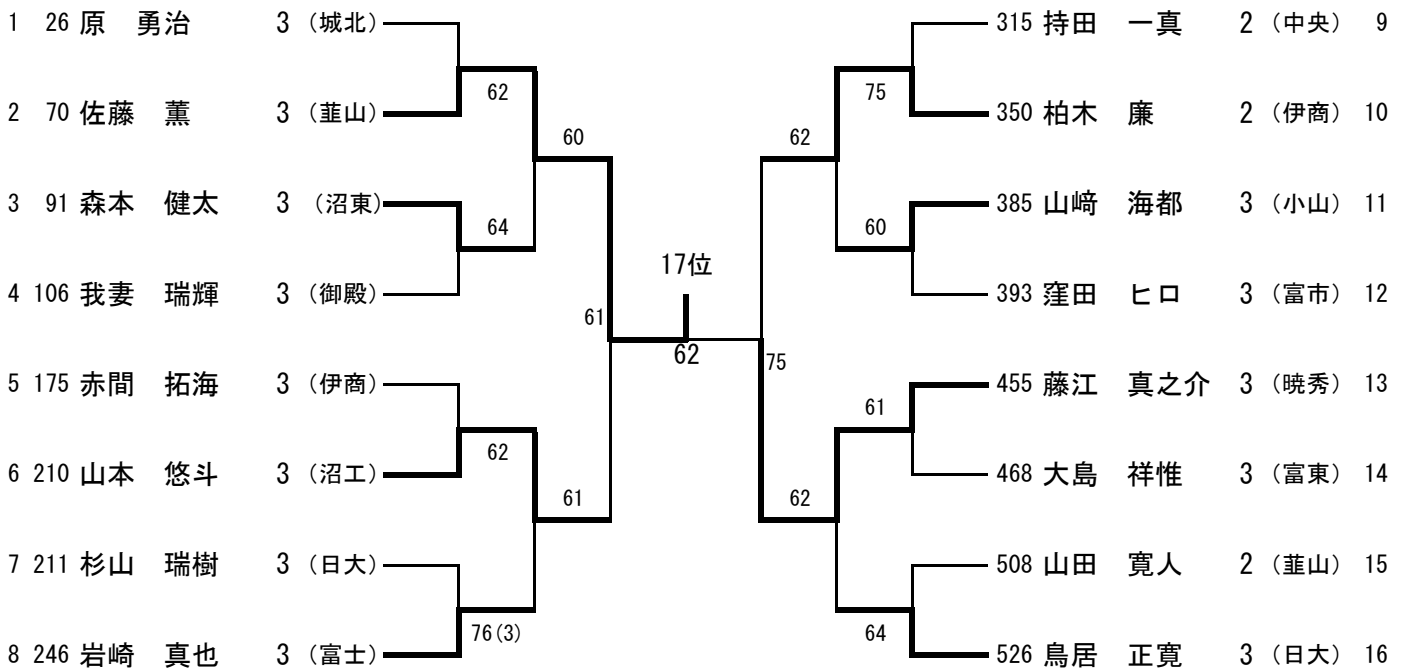 1 26 原　勇治 3 (城北)
62
2 70 佐藤　薫 3 (韮山)
60
3 91 森本　健太 3 (沼東)
64
4 106 我妻　瑞輝 3 (御殿)
61
5 175 赤間　拓海 3 (伊商)
62
6 210 山本　悠斗 3 (沼工)
61
7 211 杉山　瑞樹 3 (日大)
76(3)
8 246 岩崎　真也 3 (富士)
17位
62
315 持田　一真 2 (中央) 9
75
350 柏木　廉 2 (伊商) 10
62
385 山﨑　海都 3 (小山) 11
60
393 窪田　ヒロ 3 (富市) 12
75
455 藤江　真之介 3 (暁秀) 13
61
468 大島　祥惟 3 (富東) 14
62
508 山田　寛人 2 (韮山) 15
64
526 鳥居　正寛 3 (日大) 16